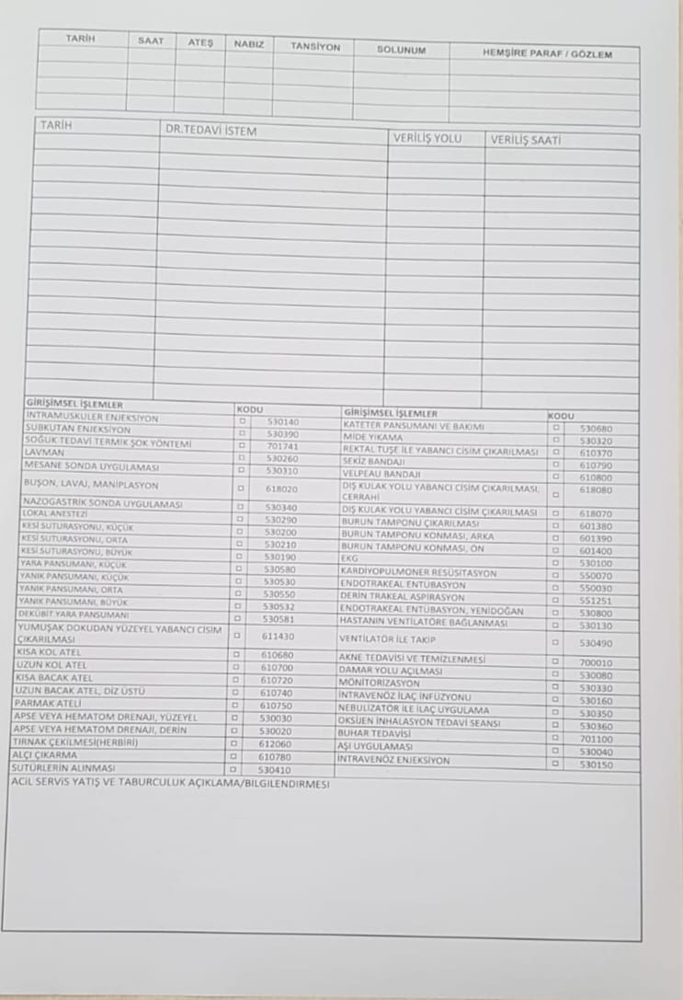 TARİH SAAT ATEŞ NABIZ TANSİYON SOLUNUM HEMŞİRE PARAF / GÖZLEM
TARİH DR.TEDAVİ İSTEM VERİLİŞ YOLU VERİLİŞ SAATİ
GİRİŞİMSEL İŞLEMLER KODU GİRİŞİMSEL İŞLEMLER KODU
İNTRAMUSKULER ENJEKSİYON 530140 KATETER PANSUMANI VE BAKIMI 530680
SUBKUTAN ENJEKSİYON 530390 MİDE YIKAMA 530320
SOĞUK TEDAVİ TERMİK ŞOK YÖNTEMİ 701741 REKTAL TUŞE İLE YABANCI CİSİM ÇIKARILMASI 610370
LAVMAN 530260 SEKİZ BANDAJI 610790
MESANE SONDA UYGULAMASI 530310 VELPEAU BANDAJI 610800
BUŞON, LAVAJ, MANİPLASYON 618020 DIŞ KULAK YOLU YABANCI CİSİM ÇIKARILMASI, 618080
CERRAHİ
NAZOGASTRİK SONDA UYGULAMASI 530340 DIŞ KULAK YOLU YABANCI CİSİM ÇIKARILMASI 618070
LOKAL ANESTEZİ 530290 BURUN TAMPONU ÇIKARILMASI 601380
KESİ SUTURASYONU, KÜÇÜK 530200 BURUN TAMPONU KONMASI, ARKA 601390
KESİ SUTURASYONU, ORTA 530210 BURUN TAMPONU KONMASI, ÖN 601400
KESİ SUTURASYONU, BÜYÜK 530190 EKG 530100
YARA PANSUMANI, KÜÇÜK 530580 KARDİYOPULMONER RESÜSİTASYON 550070
YANIK PANSUMANI, KÜÇÜK 530530 ENDOTRAKEAL ENTÜBASYON 550030
YANIK PANSUMANI, ORTA 530550 DERİN TRAKEAL ASPİRASYON 551251
YANIK PANSUMANI, BÜYÜK 530532 ENDOTRAKEAL ENTÜBASYON, YENİDOĞAN 530800
DEKÜBİT YARA PANSUMANI 530581 HASTANIN VENTİLATÖRE BAĞLANMASI 530130
YUMUŞAK DOKUDAN YÜZEYEL YABANCI CİSİM 611430 VENTİLATÖR İLE TAKİP 530490
ÇIKARILMASI
KISA KOL ATEL 610680 AKNE TEDAVİSİ VE TEMİZLENMESİ 700010
UZUN KOL ATEL 610700 DAMAR YOLU AÇILMASI 530080
KISA BACAK ATEL 610720 MONİTORİZASYON 530330
UZUN BACAK ATEL, DİZ ÜSTÜ 610740 İNTRAVENÖZ İLAÇ İNFÜZYONU 530160
PARMAK ATELİ 610750 NEBULİZATÖR İLE İLAÇ UYGULAMA 530350
APSE VEYA HEMATOM DRENAJI, YÜZEYEL 530030 OKSİJEN İNHALASYON TEDAVİ SEANSI 530360
APSE VEYA HEMATOM DRENAJI, DERİN 530020 BUHAR TEDAVİSİ 701100
TIRNAK ÇEKİLMESİ(HERBİRİ) 612060 AŞI UYGULAMASI 530040
ALÇI ÇIKARMA 610780 İNTRAVENÖZ ENJEKSİYON 530150
SUTÜRLERİN ALINMASI 530410
ACİL SERVİS YATIŞ VE TABURCULUK AÇIKLAMA/BİLGİLENDİRMESİ